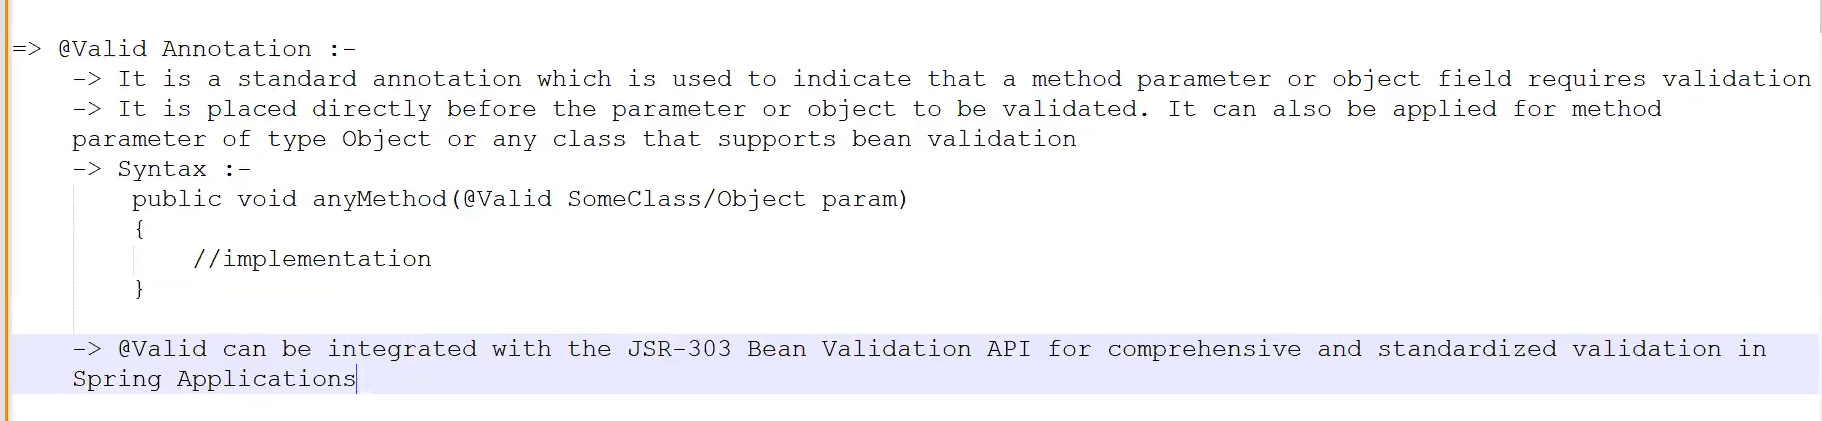 => @Valid Annotation :-
-> It is a standard annotation which is used to indicate that a method parameter or object field requires validation
-> It is placed directly before the parameter or object to be validated. It can also be applied for method
parameter of type Object or any class that supports bean validation
-> Syntax :-
public void anyMethod(@Valid SomeClass/Object param)
{
//implementation
}
-> @Valid can be integrated with the JSR-303 Bean Validation API for comprehensive and standardized validation in
Spring Applications